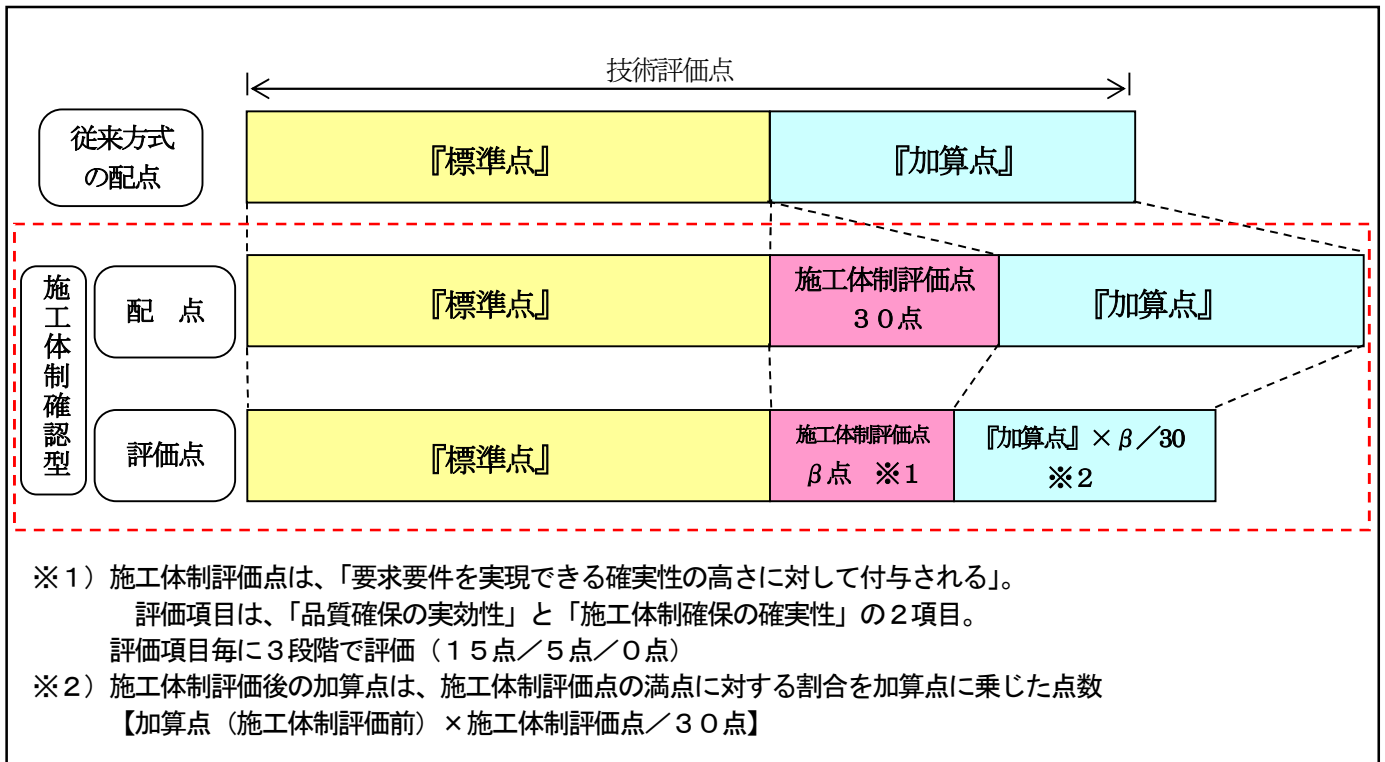 技術評価点
従来方式
の配点
『標準点』
『加算点』
施工体制確認型
配　点
『標準点』
施工体制評価点
３０点
『加算点』
評価点
『標準点』
施工体制評価点
β点　※１
『加算点』×β／30
※２
※１）施工体制評価点は、「要求要件を実現できる確実性の高さに対して付与される」。
評価項目は、「品質確保の実効性」と「施工体制確保の確実性」の２項目。
評価項目毎に３段階で評価（１５点／５点／０点）
※２）施工体制評価後の加算点は、施工体制評価点の満点に対する割合を加算点に乗じた点数
【加算点（施工体制評価前）×施工体制評価点／３０点】